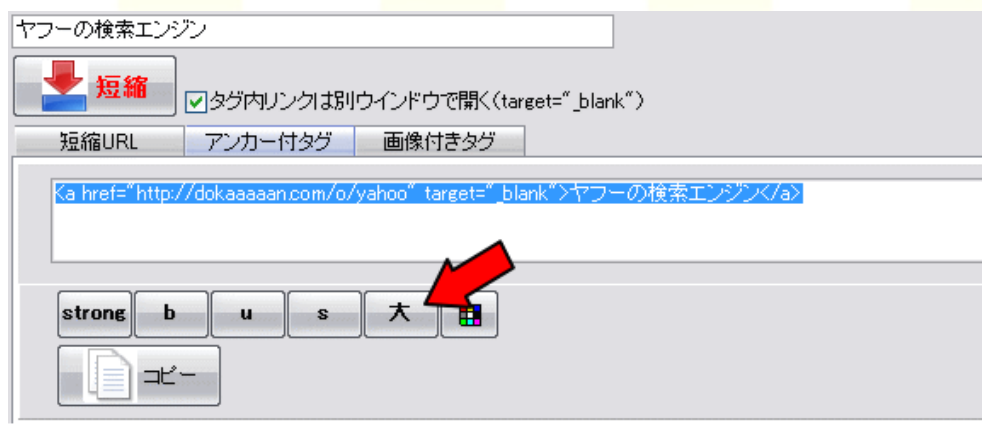 ヤフーの検索エンジン
短縮
タグ内リンクは別ウインドウで開く(target="_blank")
短縮URL アンカー付タグ 画像付きタグ
<a href="http://dokaaaaan.com/o/yahoo" target="_blank">ヤフーの検索エンジン</a>
strong b u s 大
コピー